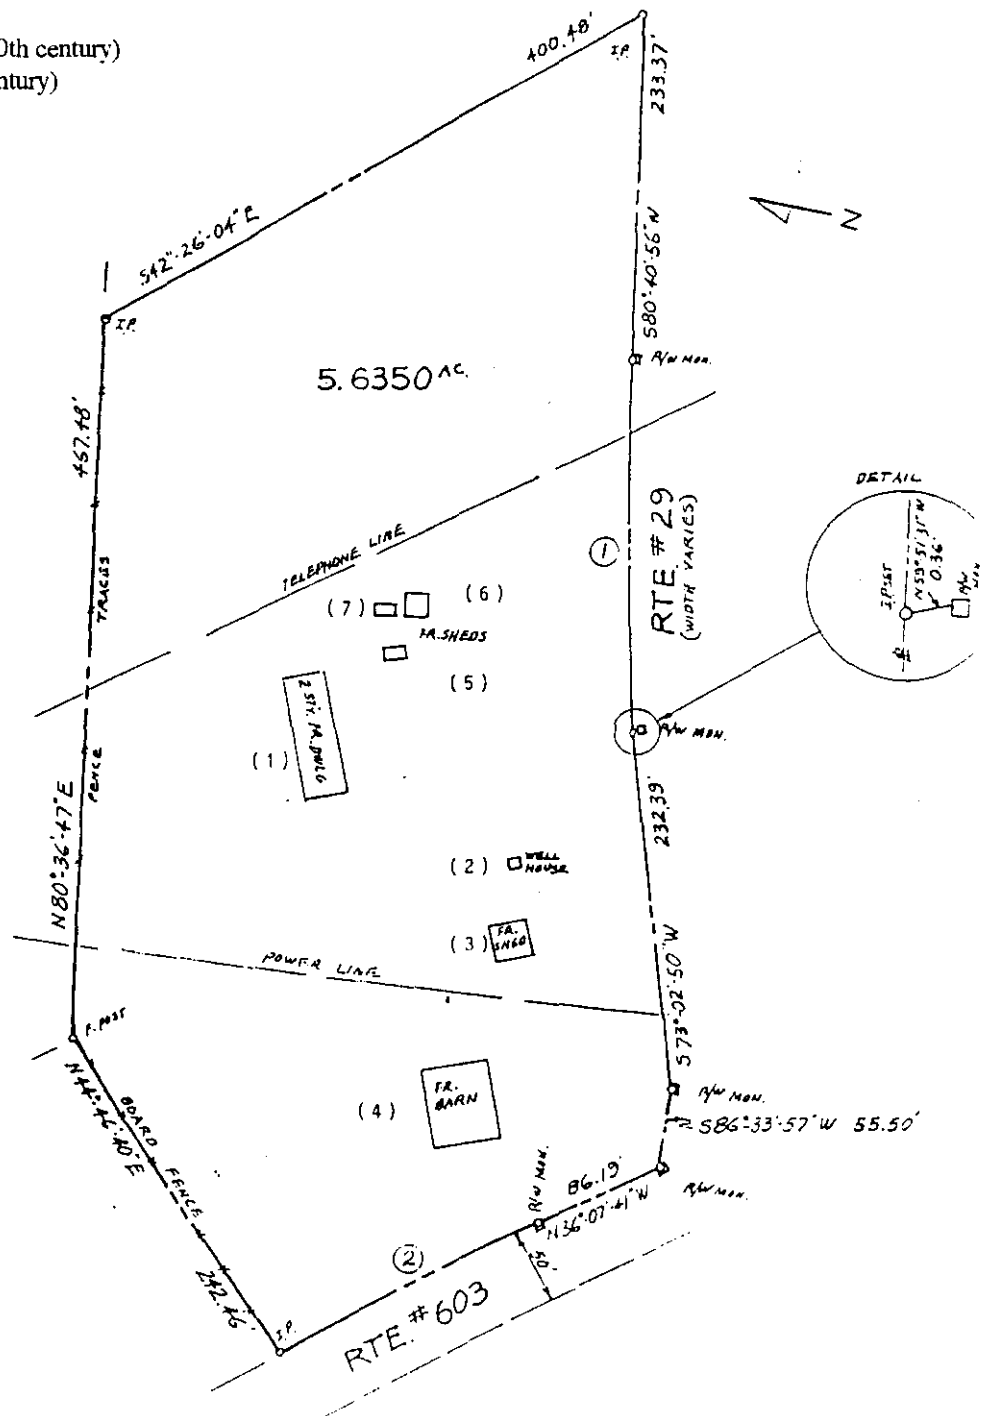 0th century)
ntury)
400.48'
I.P.
233.37'
S42°-26'-04" E
N
I.P.
S80°-40'-56" W
R/W MON.
5.6350 AC.
457.48'
DETAIL
TELEPHONE LINE
1
RTE. # 29
(WIDTH VARIES)
N59°-51'-31" W
0.36'
I.P. SET
R/W MON
TRACES
(7)
(6)
FR. SHEDS
(5)
2 STY. FR. DWLG
(1)
R/W MON.
FENCE
232.39'
N80°-36'-47" E
(2)
WELL HOUSE
(3)
FR. SHED
POWER LINE
S73°-02'-50" W
F. POST
N44°-46'-40" E
BOARD FENCE
(4)
FR. BARN
R/W MON.
S86°-33'-57" W 55.50'
R/W MON.
86.19'
N36°-07'-41" W
R/W MON.
2
50'
242.46'
I.P.
RTE. # 603